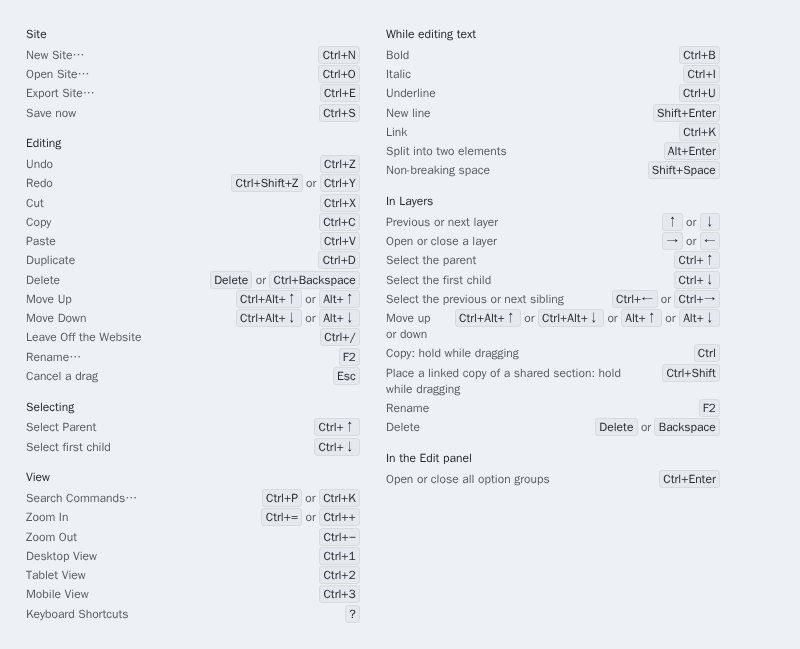 Site
New Site··· Ctrl+N
Open Site··· Ctrl+O
Export Site··· Ctrl+E
Save now Ctrl+S
Editing
Undo Ctrl+Z
Redo Ctrl+Shift+Z or Ctrl+Y
Cut Ctrl+X
Copy Ctrl+C
Paste Ctrl+V
Duplicate Ctrl+D
Delete Delete or Ctrl+Backspace
Move Up Ctrl+Alt+↑ or Alt+↑
Move Down Ctrl+Alt+↓ or Alt+↓
Leave Off the Website Ctrl+/
Rename··· F2
Cancel a drag Esc
Selecting
Select Parent Ctrl+↑
Select first child Ctrl+↓
View
Search Commands··· Ctrl+P or Ctrl+K
Zoom In Ctrl+= or Ctrl++
Zoom Out Ctrl+−
Desktop View Ctrl+1
Tablet View Ctrl+2
Mobile View Ctrl+3
Keyboard Shortcuts ?
While editing text
Bold Ctrl+B
Italic Ctrl+I
Underline Ctrl+U
New line Shift+Enter
Link Ctrl+K
Split into two elements Alt+Enter
Non-breaking space Shift+Space
In Layers
Previous or next layer ↑ or ↓
Open or close a layer → or ←
Select the parent Ctrl+↑
Select the first child Ctrl+↓
Select the previous or next sibling Ctrl+← or Ctrl+→
Move up Ctrl+Alt+↑ or Ctrl+Alt+↓ or Alt+↑ or Alt+↓
or down
Copy: hold while dragging Ctrl
Place a linked copy of a shared section: hold Ctrl+Shift
while dragging
Rename F2
Delete Delete or Backspace
In the Edit panel
Open or close all option groups Ctrl+Enter